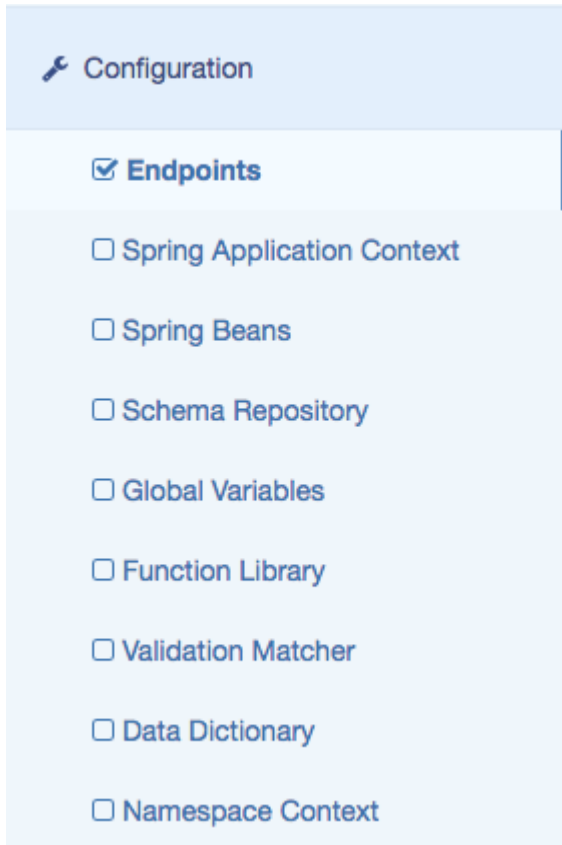 Configuration
Endpoints
Spring Application Context
Spring Beans
Schema Repository
Global Variables
Function Library
Validation Matcher
Data Dictionary
Namespace Context